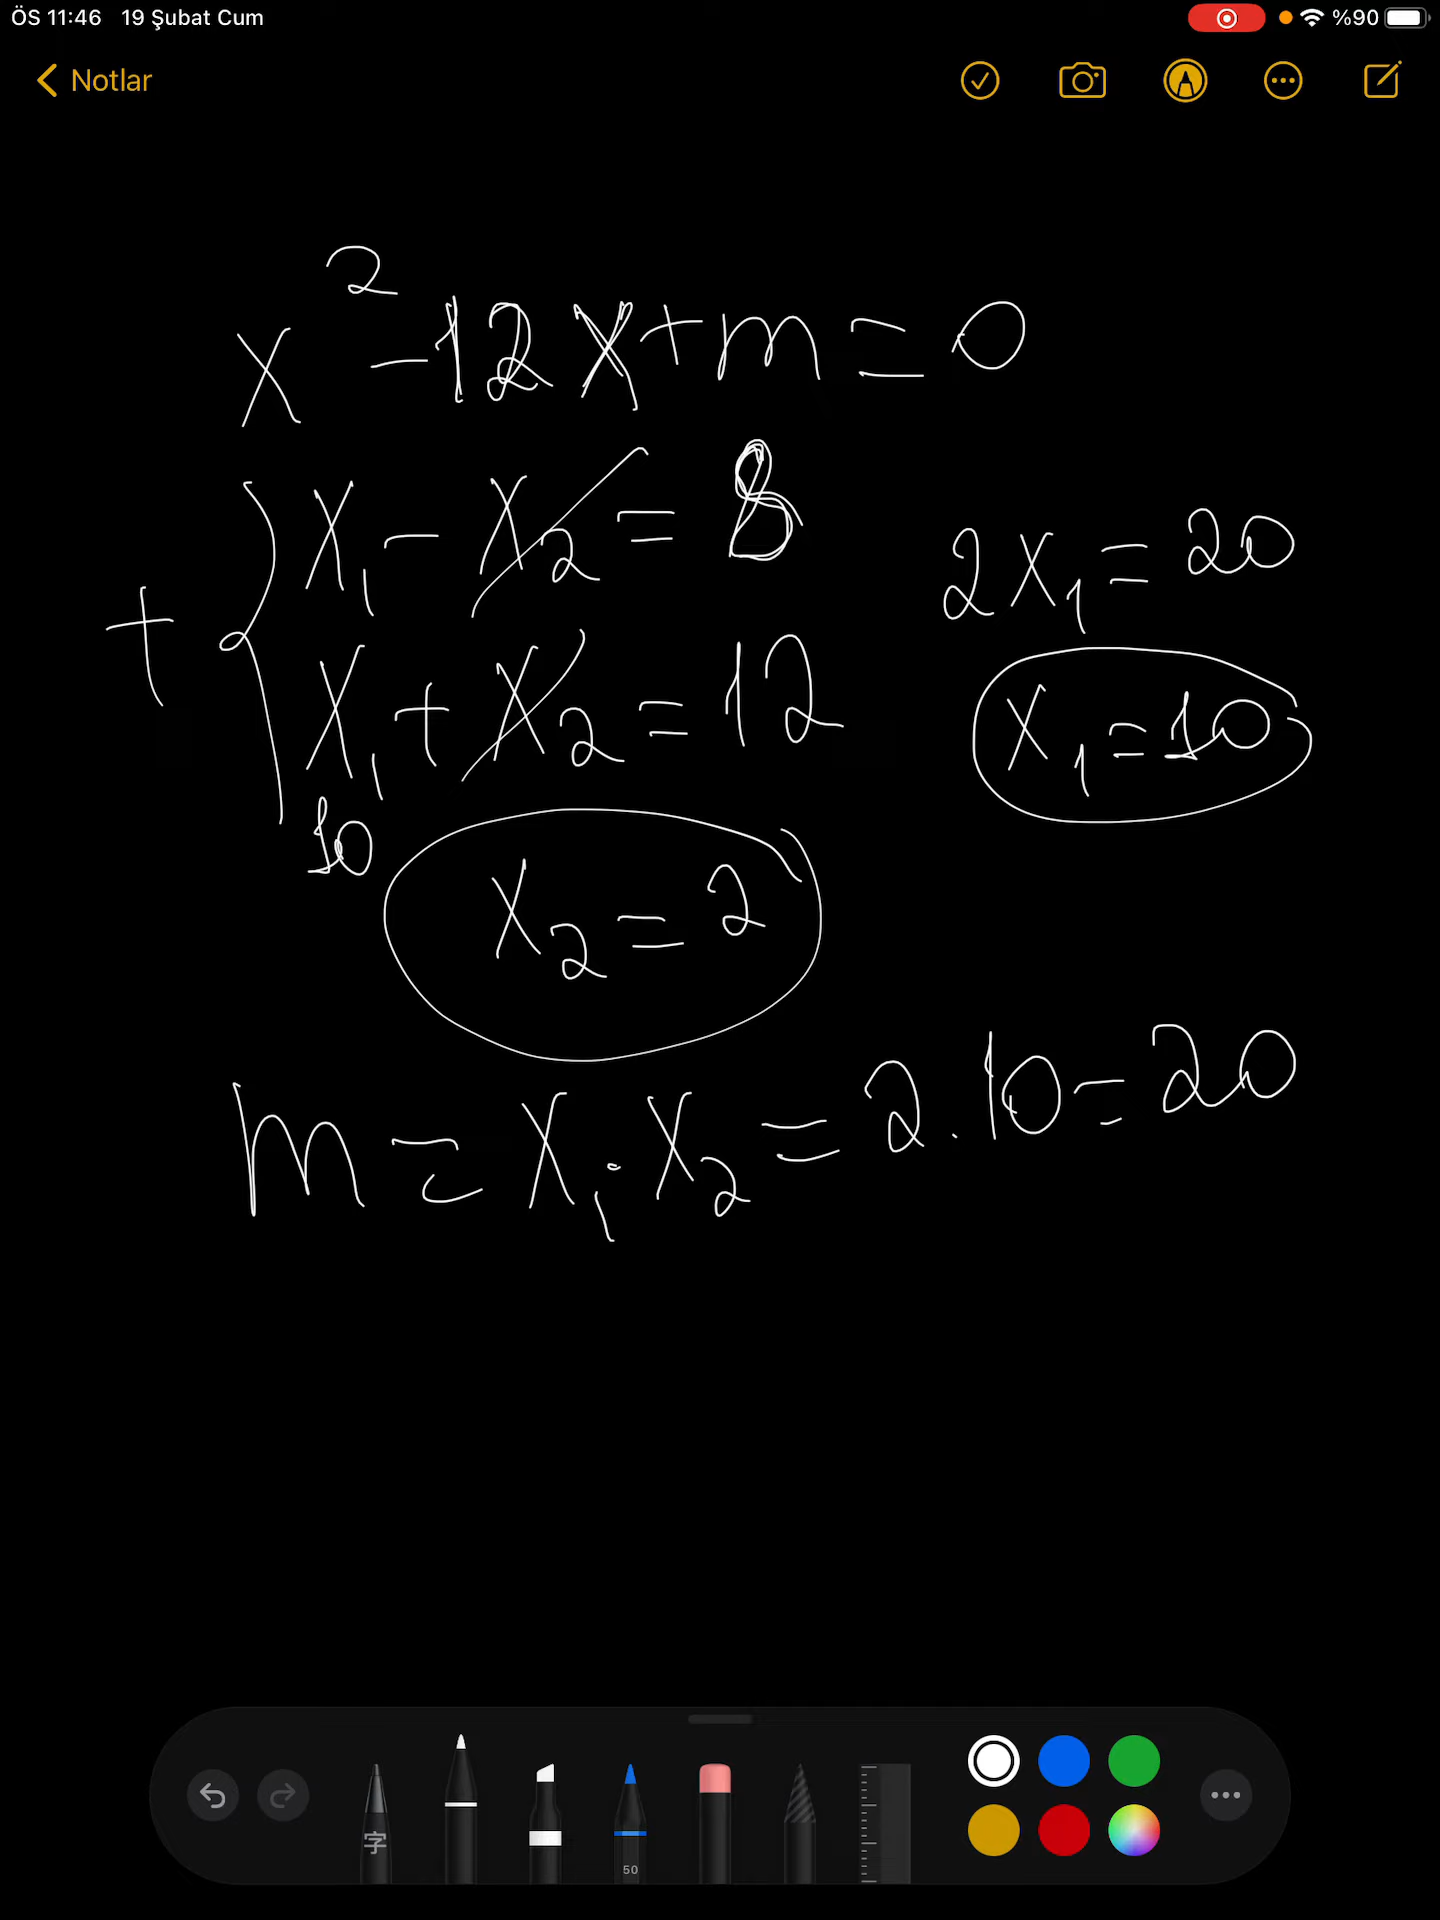 ÖS 11:46 19 Şubat Cum %90
Notlar
x² -12x+m=0
x₁ - x₂ = 8
2x₁ = 20
+
x₁ + x₂ = 12
x₁ = 10
10
x₂ = 2
m = x₁ . x₂ = 2.10 = 20
字
50